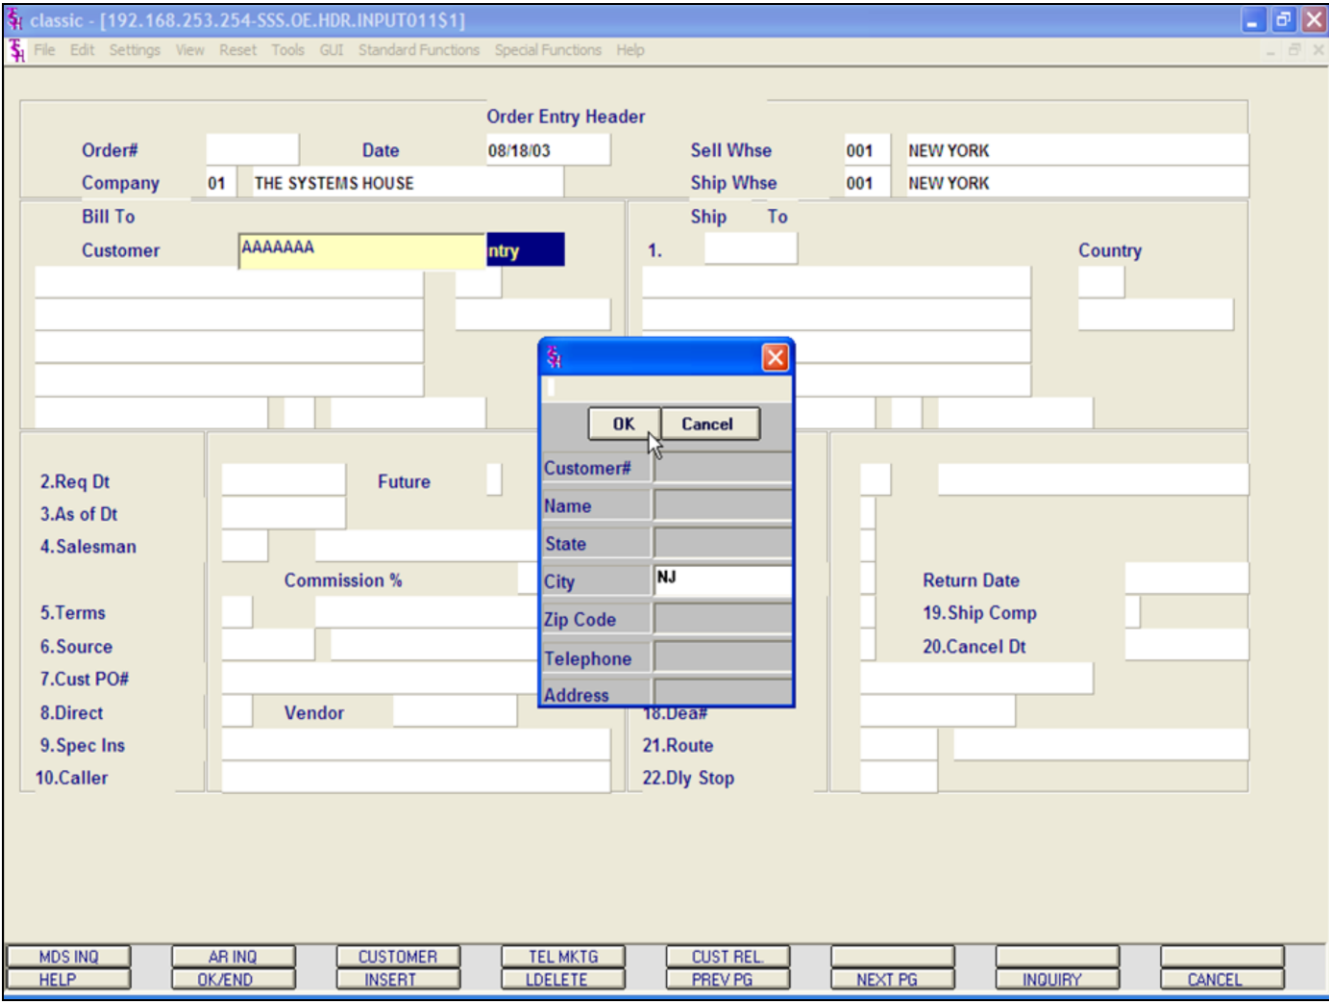 classic - [192.168.253.254-SSS.OE.HDR.INPUT011$1]
File Edit Settings View Reset Tools GUI Standard Functions Special Functions Help
Order Entry Header
Order# Date 08/18/03 Sell Whse 001 NEW YORK
Company 01 THE SYSTEMS HOUSE Ship Whse 001 NEW YORK
Bill To Ship To
Customer AAAAAAA ntry 1. Country
OK Cancel
Customer#
Name
State
City NJ
Zip Code
Telephone
Address
2.Req Dt Future
3.As of Dt
4.Salesman
Commission % Return Date
5.Terms 19.Ship Comp
6.Source 20.Cancel Dt
7.Cust PO#
8.Direct Vendor 18.Dea#
9.Spec Ins 21.Route
10.Caller 22.Dly Stop
MDS INQ AR INQ CUSTOMER TEL MKTG CUST REL.
HELP OK/END INSERT LDELETE PREV PG NEXT PG INQUIRY CANCEL